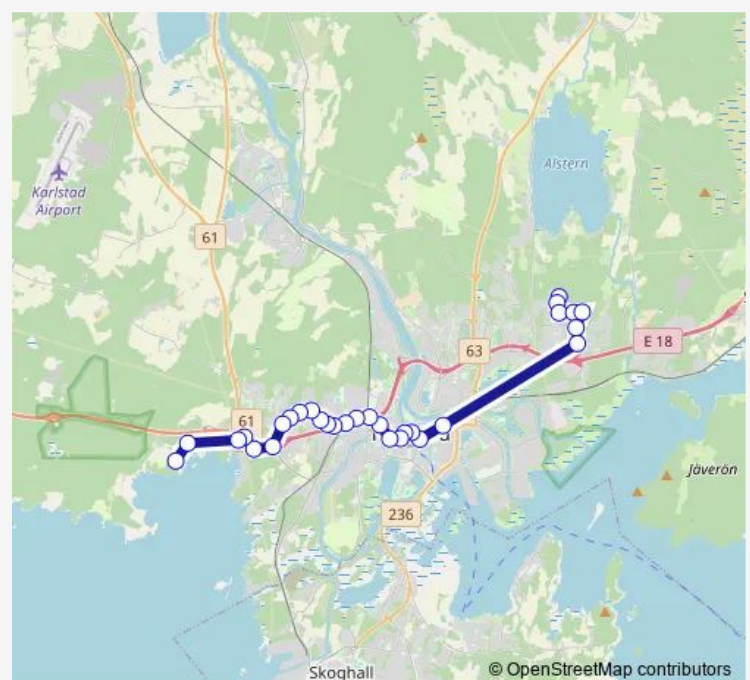 Alstern
Karlstad
Airport
61
63
E 18
61
Jäverön
236
Skoghall
© OpenStreetMap contributors